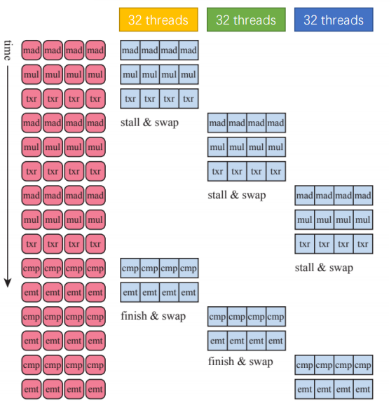 32 threads 32 threads 32 threads
time
mad mad mad mad mad mad mad mad
mul mul mul mul mul mul mul mul
txr txr txr txr txr txr txr txr
stall & swap
mad mad mad mad mad mad mad mad
mul mul mul mul mul mul mul mul
txr txr txr txr txr txr txr txr
stall & swap
mad mad mad mad mad mad mad mad
mul mul mul mul mul mul mul mul
txr txr txr txr txr txr txr txr
stall & swap
cmp cmp cmp cmp cmp cmp cmp cmp
emt emt emt emt emt emt emt emt
finish & swap
cmp cmp cmp cmp cmp cmp cmp cmp
emt emt emt emt emt emt emt emt
finish & swap
cmp cmp cmp cmp cmp cmp cmp cmp
emt emt emt emt emt emt emt emt